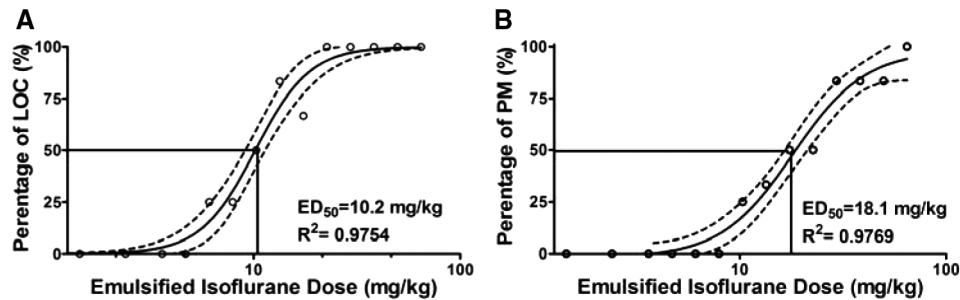 A
Perentage of LOC (%)
100
75
50
25
0
10
100
ED50=10.2 mg/kg
R2= 0.9754
Emulsified Isoflurane Dose (mg/kg)
B
Perentage of PM (%)
100
75
50
25
0
10
100
ED50=18.1 mg/kg
R2= 0.9769
Emulsified Isoflurane Dose (mg/kg)